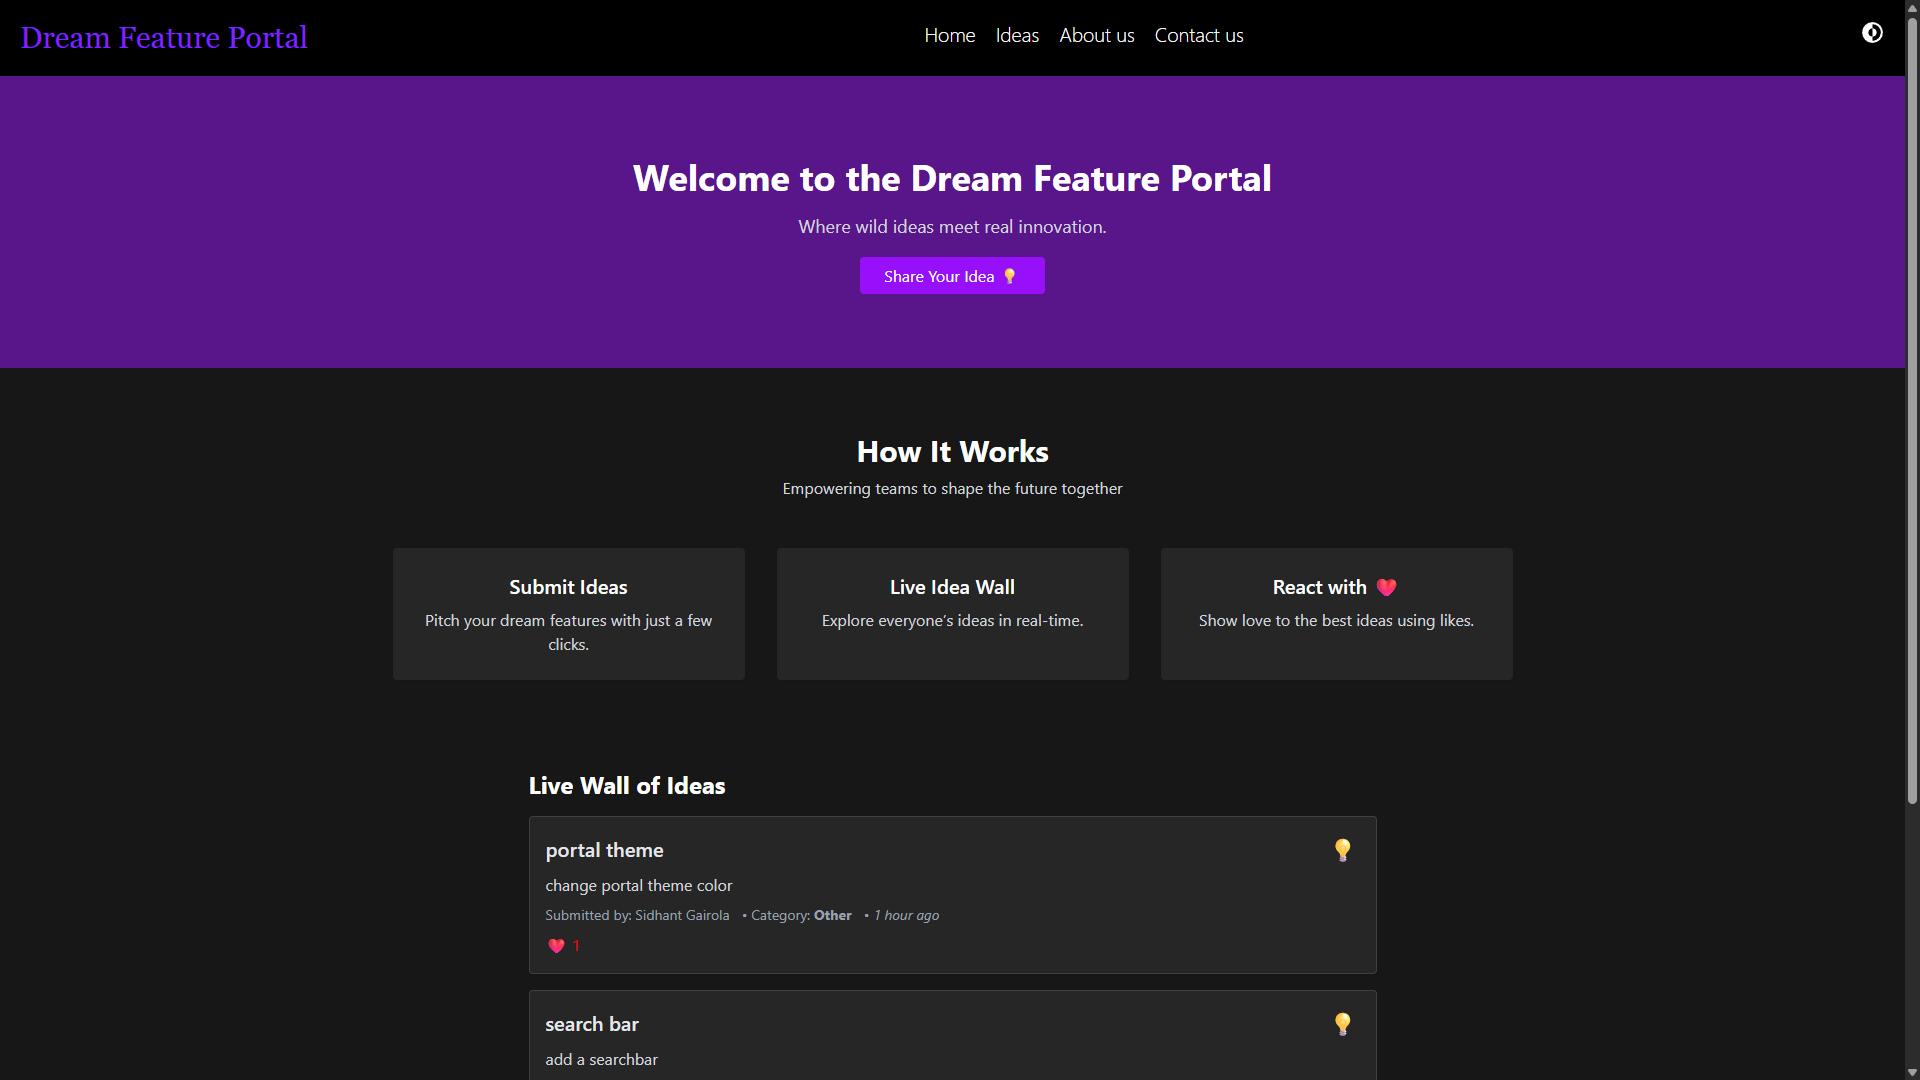 Dream Feature Portal
Home Ideas About us Contact us
Welcome to the Dream Feature Portal
Where wild ideas meet real innovation.
Share Your Idea 💡
How It Works
Empowering teams to shape the future together
Submit Ideas
Pitch your dream features with just a few
clicks.
Live Idea Wall
Explore everyone’s ideas in real-time.
React with ❤️
Show love to the best ideas using likes.
Live Wall of Ideas
portal theme 💡
change portal theme color
Submitted by: Sidhant Gairola • Category: Other • 1 hour ago
❤️ 1
search bar 💡
add a searchbar